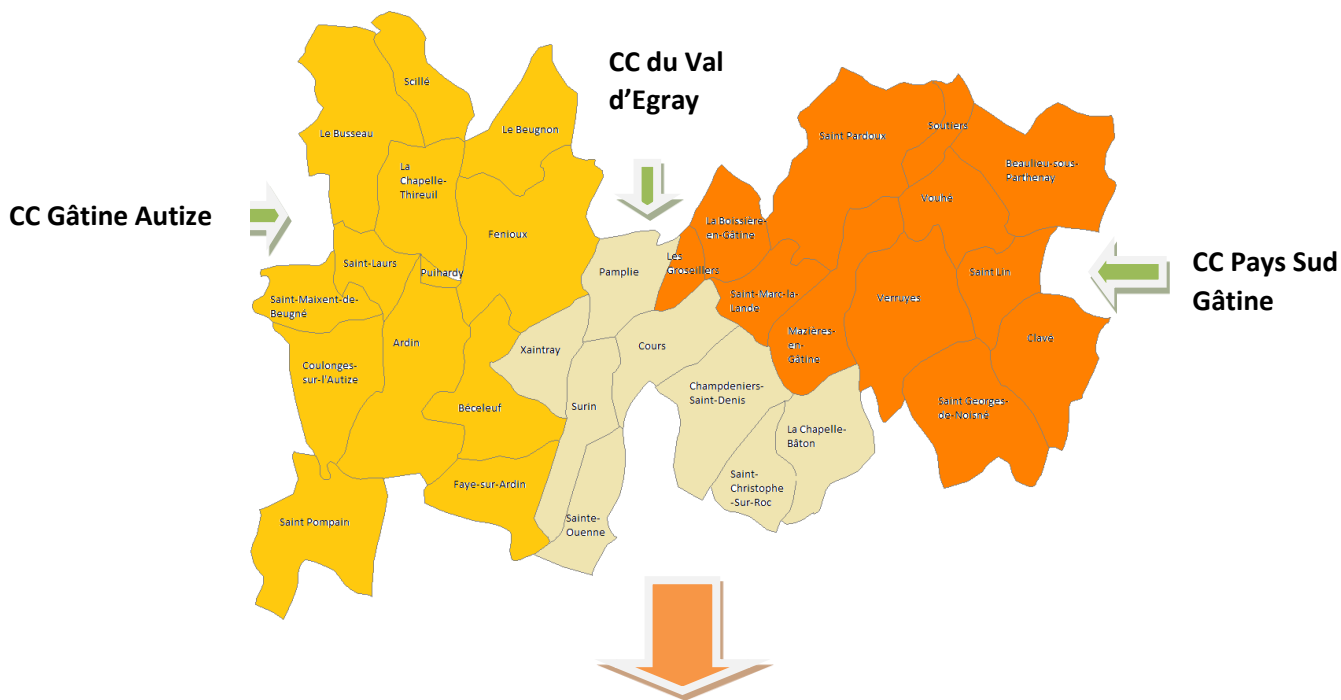 CC du Val
d'Egray
CC Gâtine Autize
CC Pays Sud
Gâtine
Scillé
Le Busseau
Le Beugnon
La
Chapelle-
Thireuil
Fenioux
Saint-Laurs
Puihardy
Saint-Maixent-de-
Beugné
Ardin
Coulonges-
sur-l'Autize
Béceleuf
Faye-sur-Ardin
Saint Pompain
Pamplie
Xaintray
Cours
Surin
Champdeniers-
Saint-Denis
La Chapelle-
Bâton
Saint-
Christophe
-Sur-Roc
Sainte-
Ouenne
Saint Pardoux
Soutiers
Beaulieu-sous-
Parthenay
Vouhé
La Boissière-
en-Gâtine
Les
Groseillers
Saint-Marc-la-
Lande
Mazières-
en-
Gâtine
Verruyes
Saint Lin
Clavé
Saint Georges-
de-Noisné